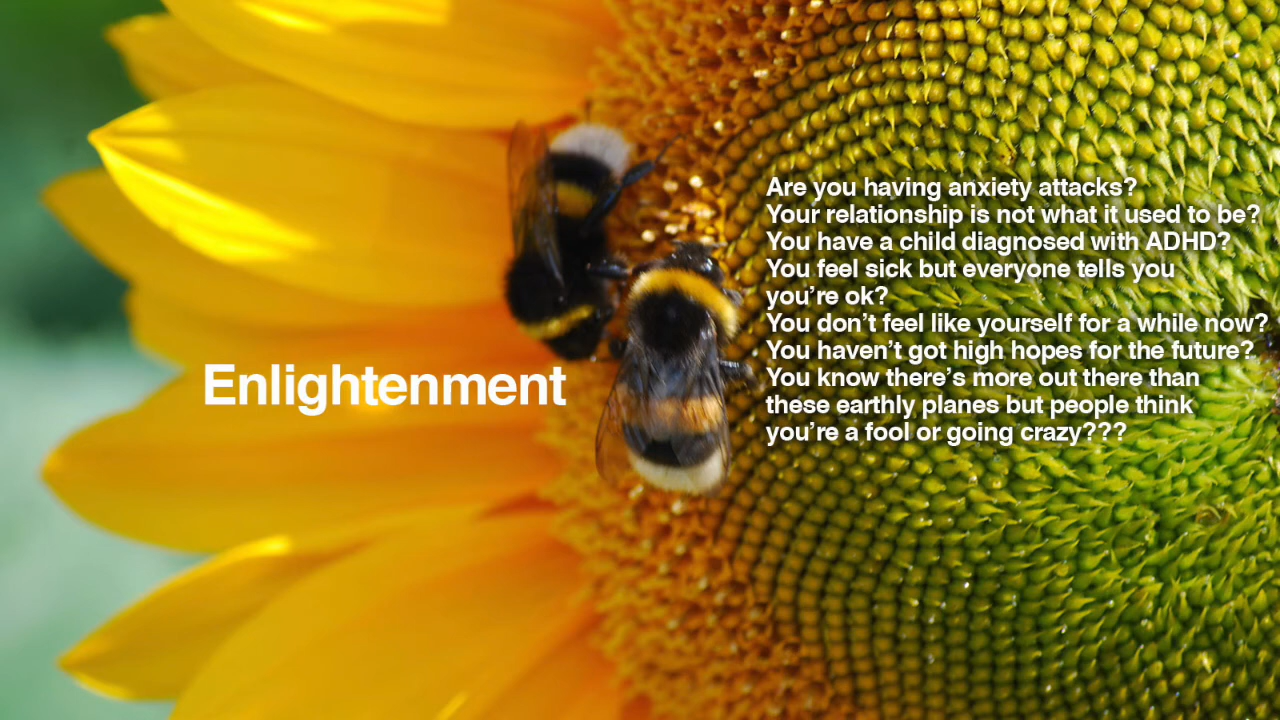 Enlightenment
Are you having anxiety attacks?
Your relationship is not what it used to be?
You have a child diagnosed with ADHD?
You feel sick but everyone tells you
you’re ok?
You don’t feel like yourself for a while now?
You haven’t got high hopes for the future?
You know there’s more out there than
these earthly planes but people think
you’re a fool or going crazy???